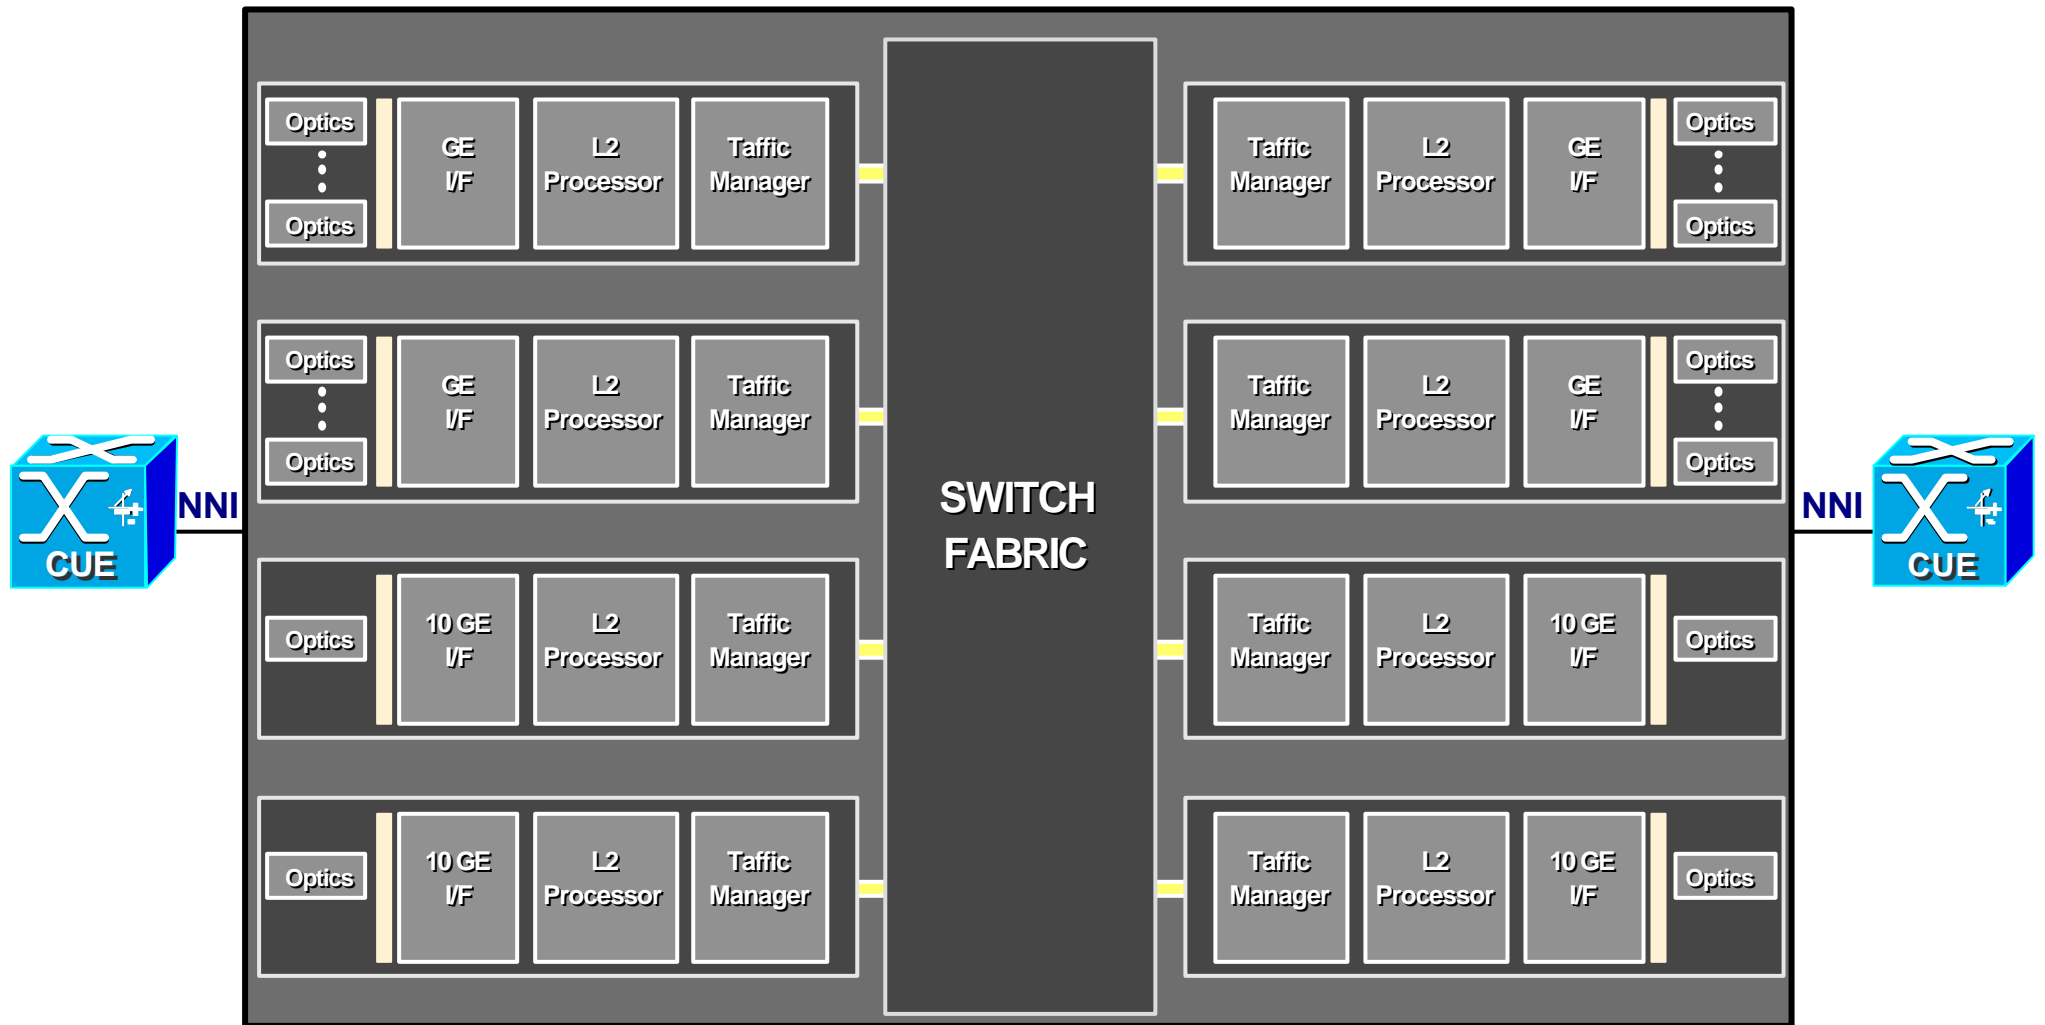 Optics
Optics
GE
I/F
L2
Processor
Taffic
Manager
Taffic
Manager
L2
Processor
GE
I/F
Optics
Optics
Optics
Optics
GE
I/F
L2
Processor
Taffic
Manager
Taffic
Manager
L2
Processor
GE
I/F
Optics
Optics
NNI
CUE
SWITCH
FABRIC
NNI
CUE
Optics
10 GE
I/F
L2
Processor
Taffic
Manager
Taffic
Manager
L2
Processor
10 GE
I/F
Optics
Optics
10 GE
I/F
L2
Processor
Taffic
Manager
Taffic
Manager
L2
Processor
10 GE
I/F
Optics